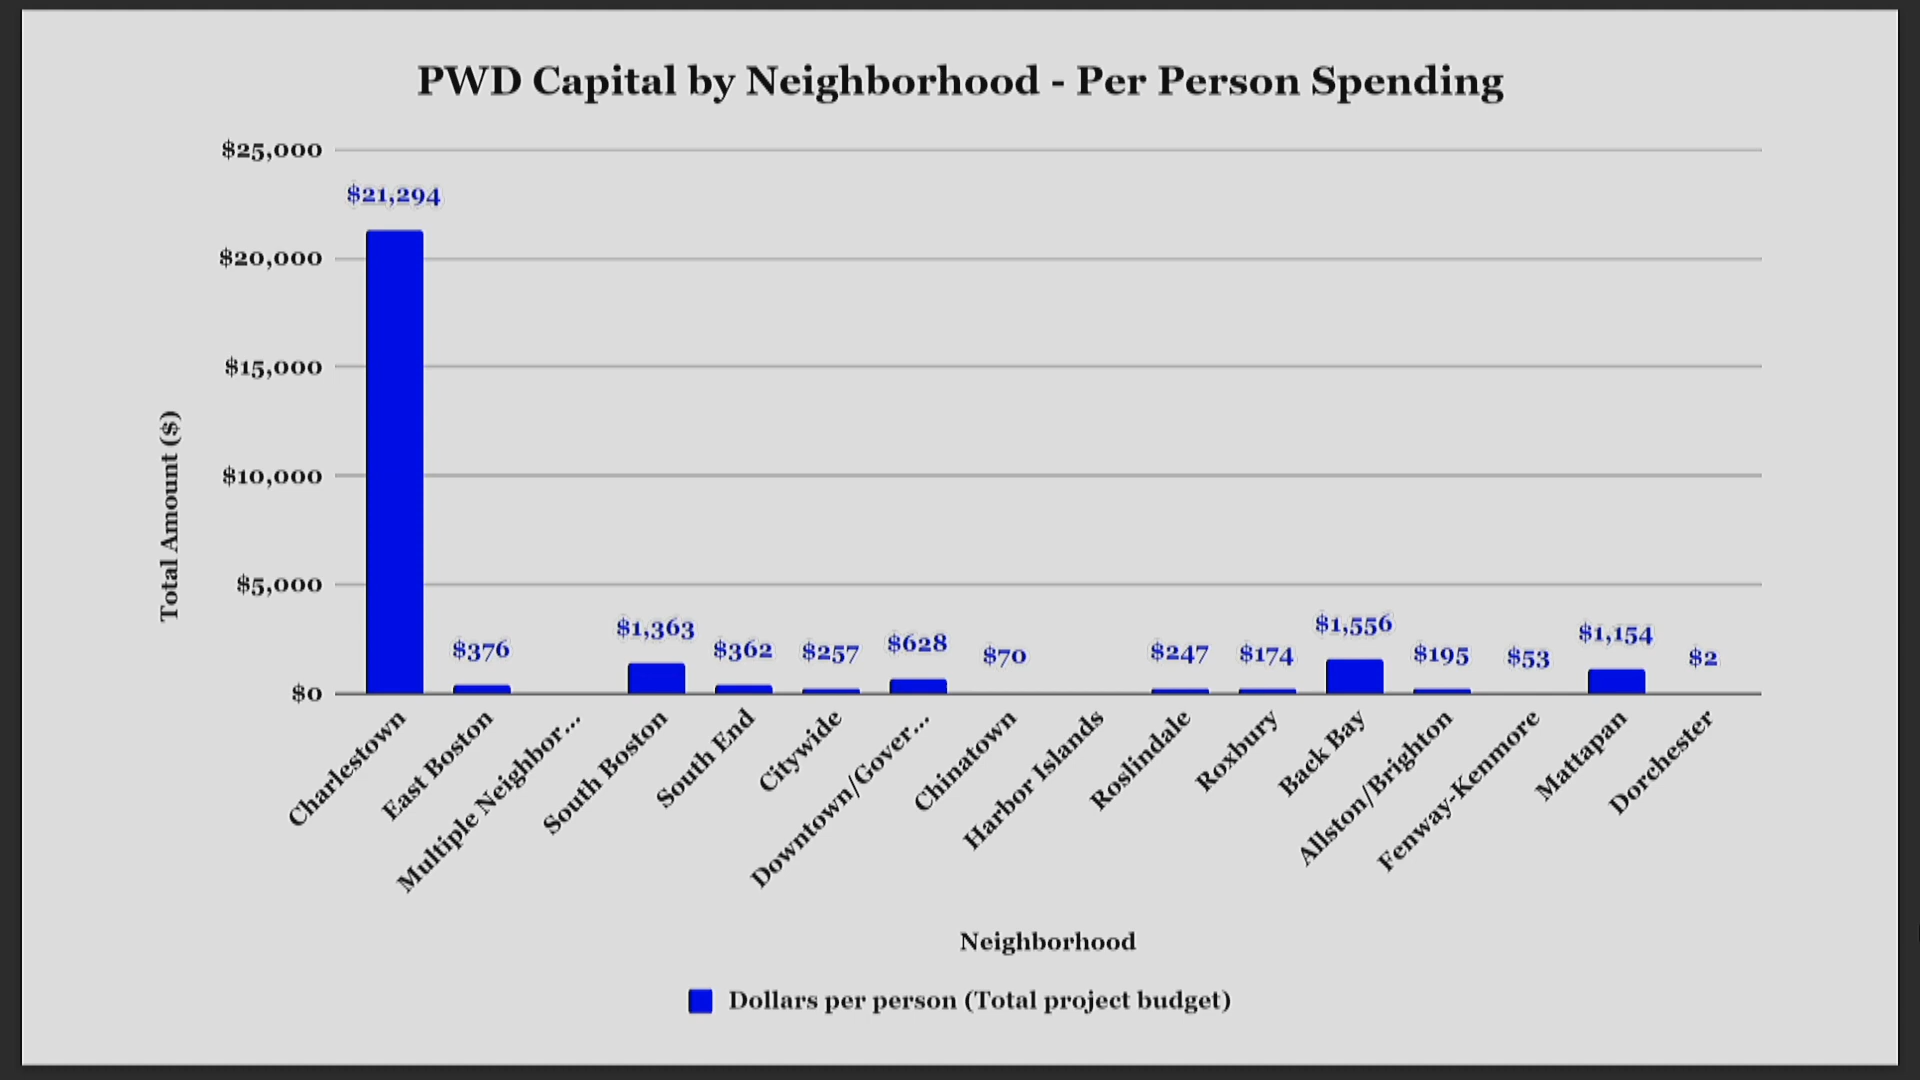 PWD Capital by Neighborhood - Per Person Spending
$25,000
$20,000
$15,000
$10,000
$5,000
$0
Total Amount ($)
$21,294
$376
$1,363
$362
$257
$628
$70
$247
$174
$1,556
$195
$53
$1,154
$2
Charlestown
East Boston
Multiple Neighbor...
South Boston
South End
Citywide
Downtown/Gover...
Chinatown
Harbor Islands
Roslindale
Roxbury
Back Bay
Allston/Brighton
Fenway-Kenmore
Mattapan
Dorchester
Neighborhood
Dollars per person (Total project budget)